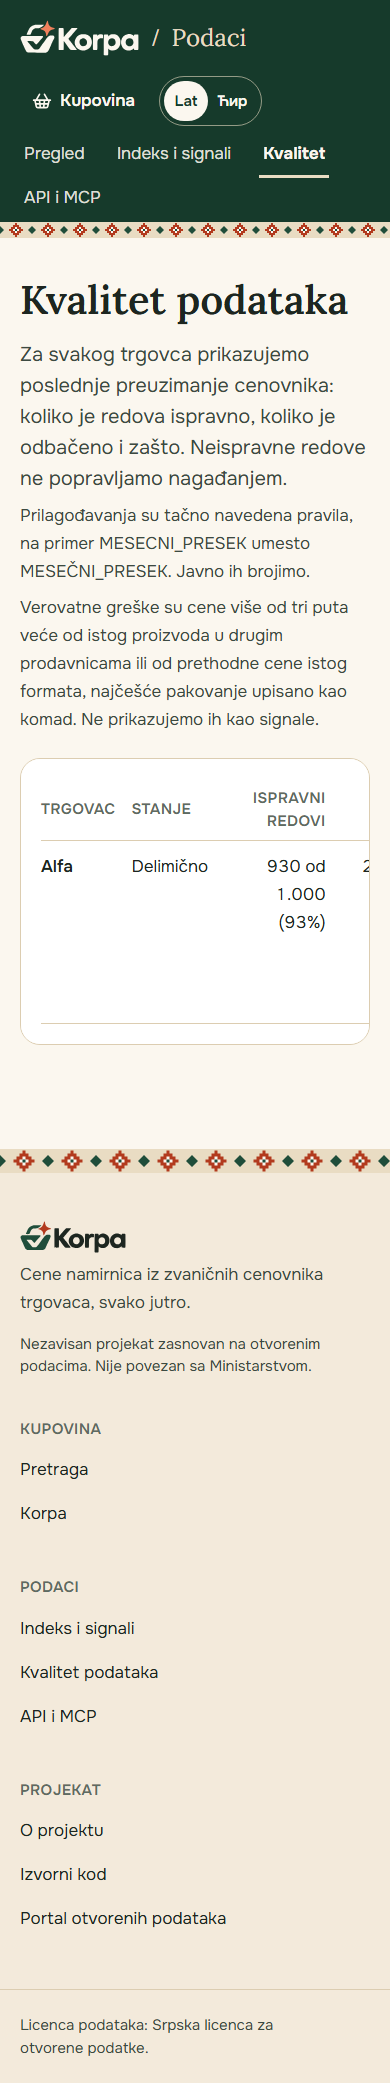 Korpa / Podaci
Kupovina Lat Ћир
Pregled Indeks i signali Kvalitet
API i MCP
Kvalitet podataka
Za svakog trgovca prikazujemo
poslednje preuzimanje cenovnika:
koliko je redova ispravno, koliko je
odbačeno i zašto. Neispravne redove
ne popravljamo nagađanjem.
Prilagođavanja su tačno navedena pravila,
na primer MESECNI_PRESEK umesto
MESEČNI_PRESEK. Javno ih brojimo.
Verovatne greške su cene više od tri puta
veće od istog proizvoda u drugim
prodavnicama ili od prethodne cene istog
formata, najčešće pakovanje upisano kao
komad. Ne prikazujemo ih kao signale.
TRGOVAC STANJE ISPRAVNI
REDOVI
Alfa Delimično 930 od
1.000
(93%)
Korpa
Cene namirnica iz zvaničnih cenovnika
trgovaca, svako jutro.
Nezavisan projekat zasnovan na otvorenim
podacima. Nije povezan sa Ministarstvom.
KUPOVINA
Pretraga
Korpa
PODACI
Indeks i signali
Kvalitet podataka
API i MCP
PROJEKAT
O projektu
Izvorni kod
Portal otvorenih podataka
Licenca podataka: Srpska licenca za
otvorene podatke.